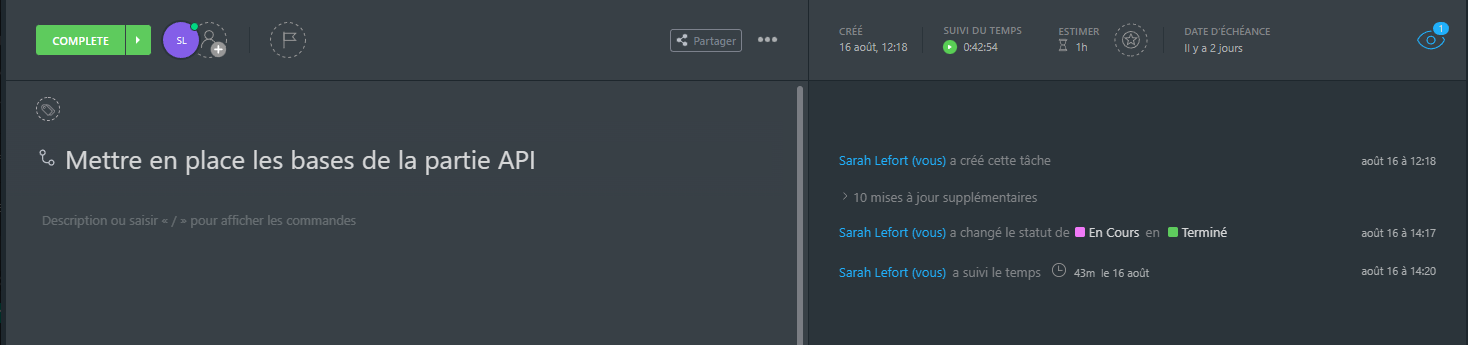 COMPLETE
SL
Partager
CRÉÉ
16 août, 12:18
SUIVI DU TEMPS
0:42:54
ESTIMER
1h
DATE D'ÉCHÉANCE
Il y a 2 jours
1
Mettre en place les bases de la partie API
Description ou saisir « / » pour afficher les commandes
Sarah Lefort (vous) a créé cette tâche août 16 à 12:18
10 mises à jour supplémentaires
Sarah Lefort (vous) a changé le statut de En Cours en Terminé août 16 à 14:17
Sarah Lefort (vous) a suivi le temps 43m le 16 août août 16 à 14:20